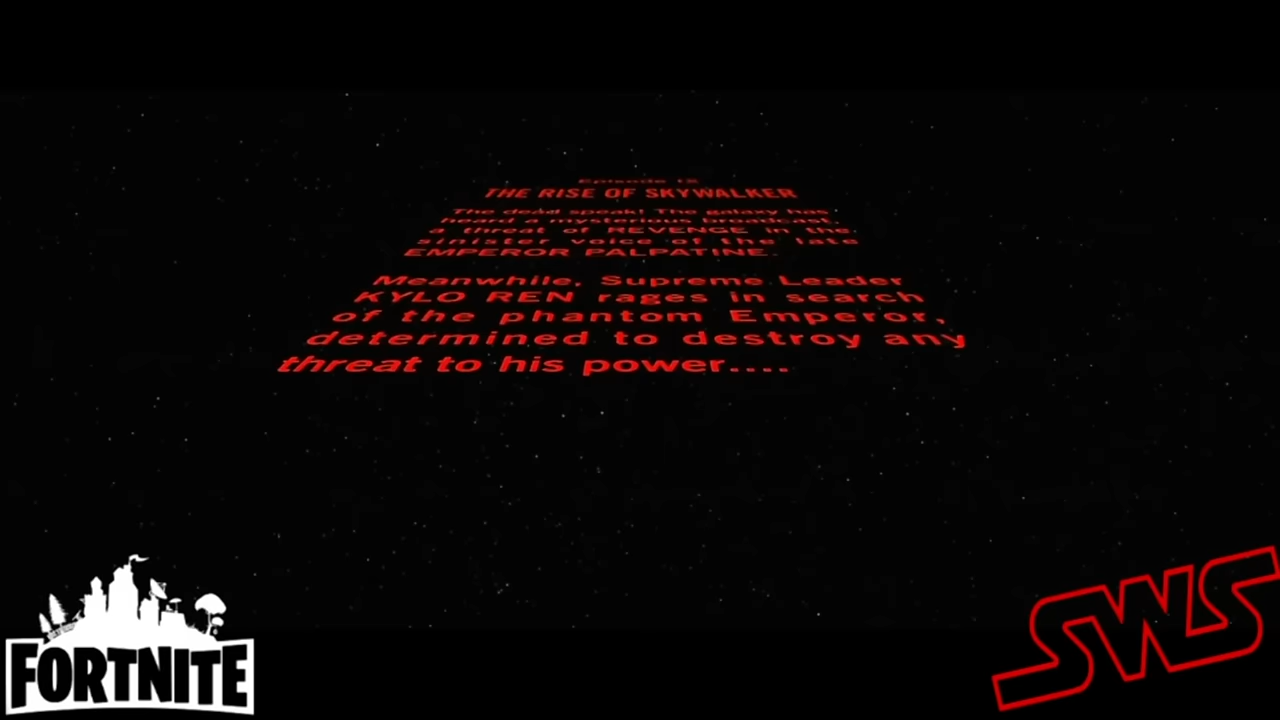 Episode IX
THE RISE OF SKYWALKER
The dead speak! The galaxy has
heard a mysterious broadcast,
a threat of REVENGE in the
sinister voice of the late
EMPEROR PALPATINE.
Meanwhile, Supreme Leader
KYLO REN rages in search
of the phantom Emperor,
determined to destroy any
threat to his power....
FORTNITE
SWS